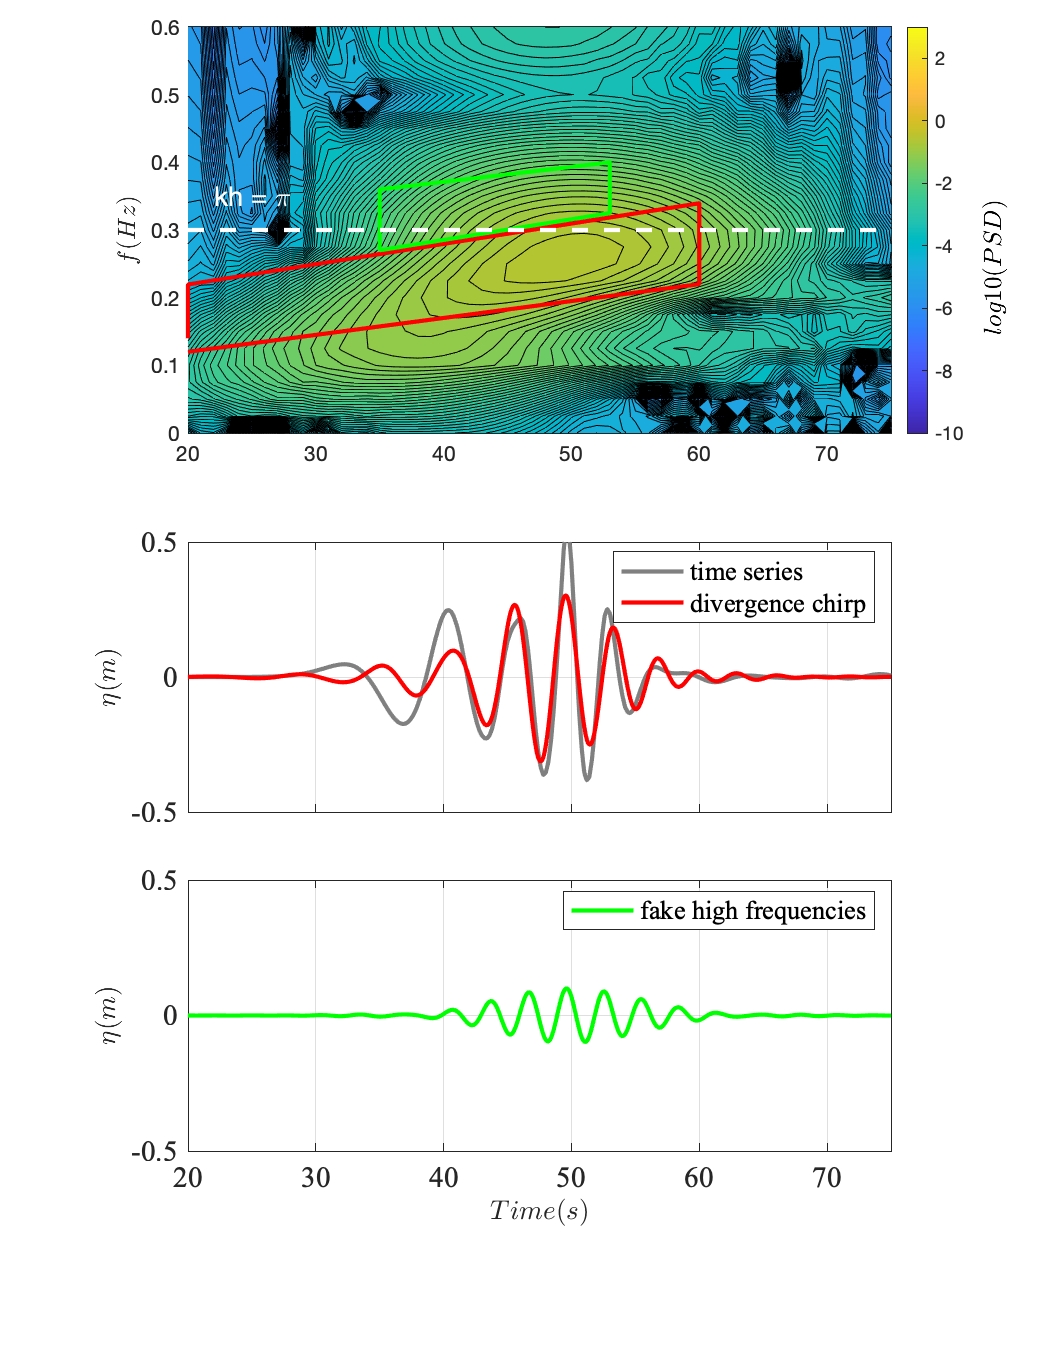 0.6
0.5
0.4
0.3
0.2
0.1
0
f(Hz)
kh = π
20 30 40 50 60 70
2
0
-2
-4
-6
-8
-10
log10(PSD)
0.5
0
-0.5
η(m)
time series
divergence chirp
0.5
0
-0.5
η(m)
fake high frequencies
20 30 40 50 60 70
Time(s)